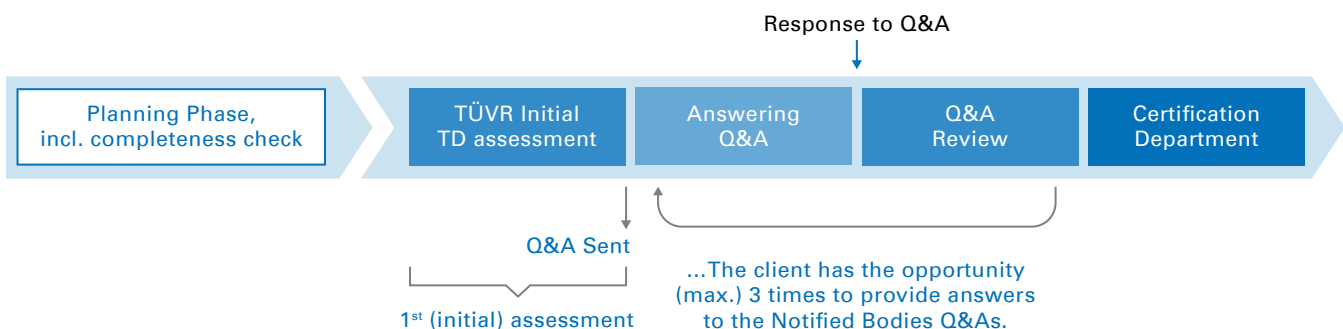 Response to Q&A
Planning Phase,
incl. completeness check
TÜVR Initial
TD assessment
Answering
Q&A
Q&A
Review
Certification
Department
Q&A Sent
1st (initial) assessment
...The client has the opportunity
(max.) 3 times to provide answers
to the Notified Bodies Q&As.